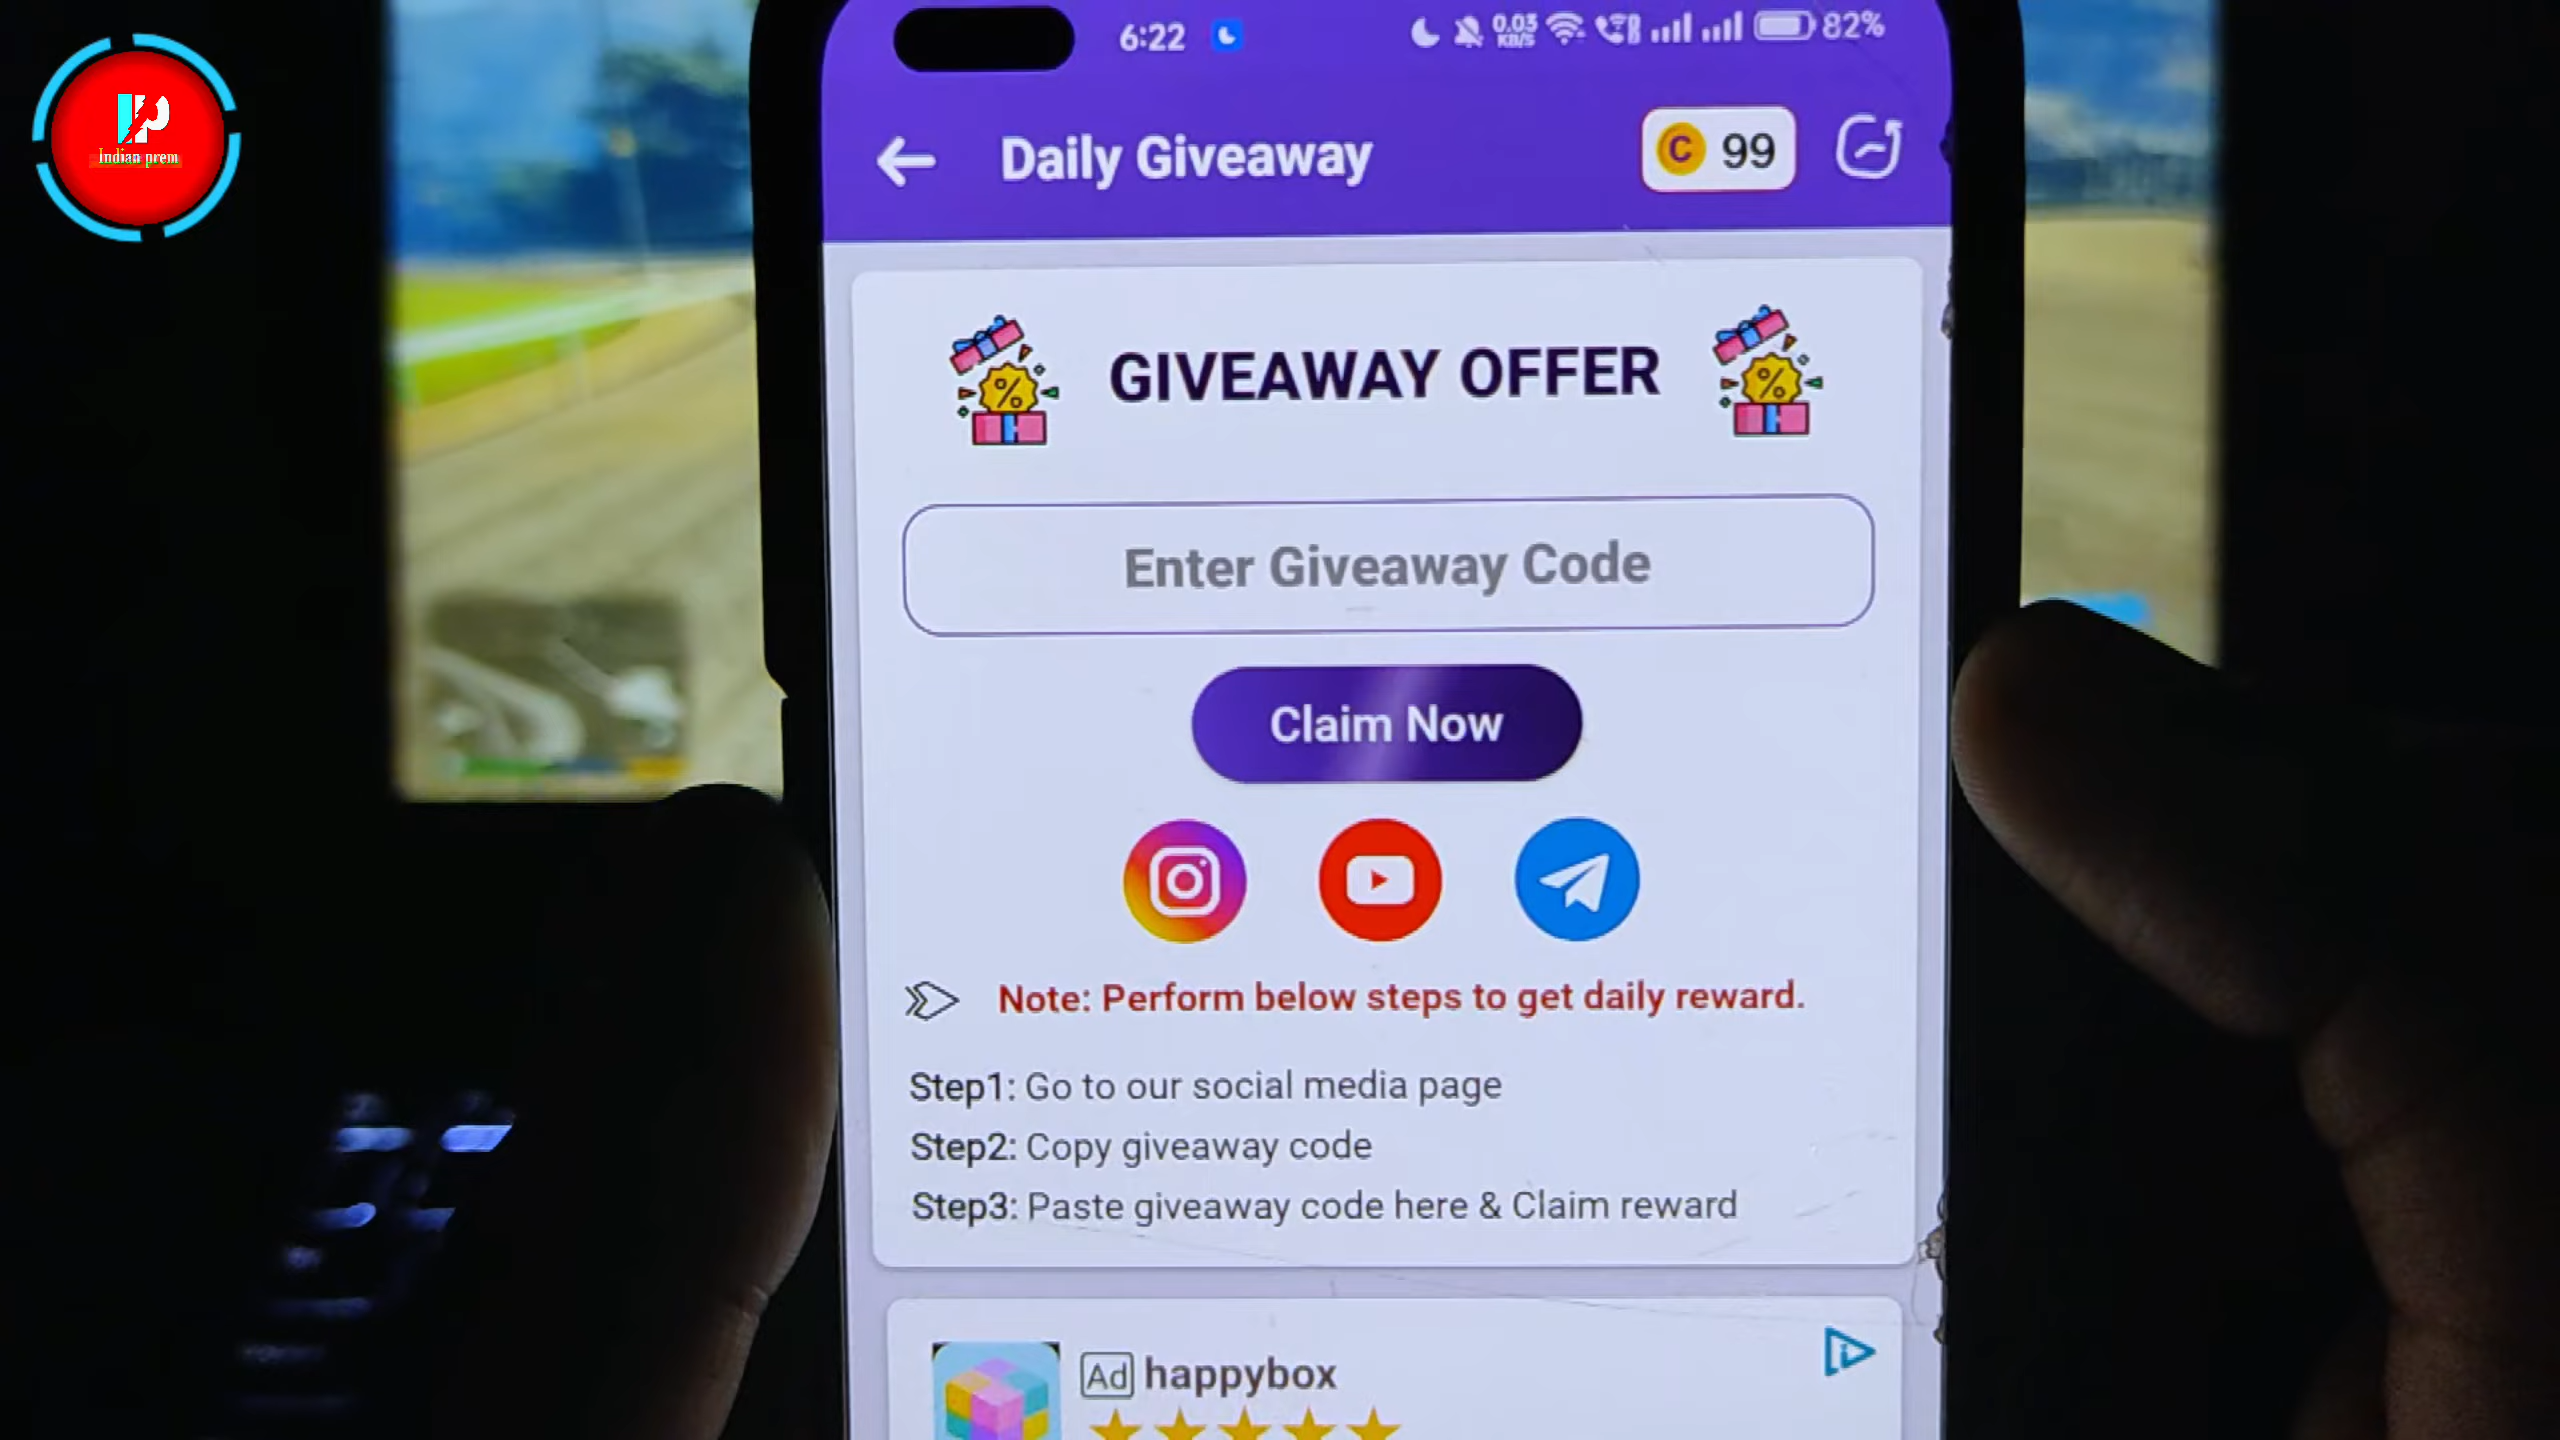 Indian prem
6:22
0.03
KB/S
82%
Daily Giveaway
C 99
GIVEAWAY OFFER
Enter Giveaway Code
Claim Now
Note: Perform below steps to get daily reward.
Step1: Go to our social media page
Step2: Copy giveaway code
Step3: Paste giveaway code here & Claim reward
Ad happybox